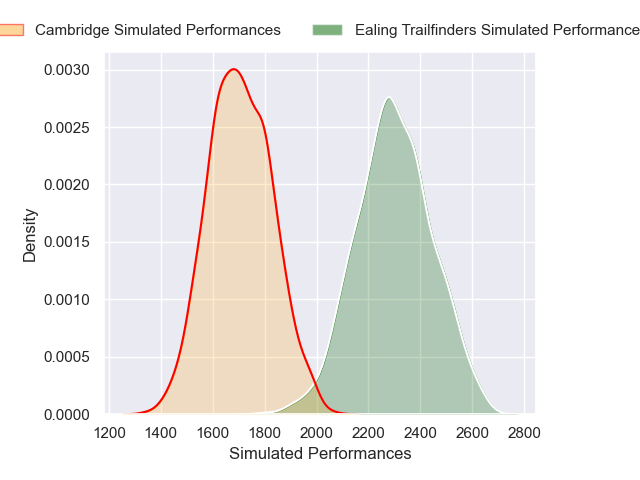 Cambridge Simulated Performances Ealing Trailfinders Simulated Performance
0.0030
0.0025
0.0020
0.0015
0.0010
0.0005
0.0000
Density
1200 1400 1600 1800 2000 2200 2400 2600 2800
Simulated Performances